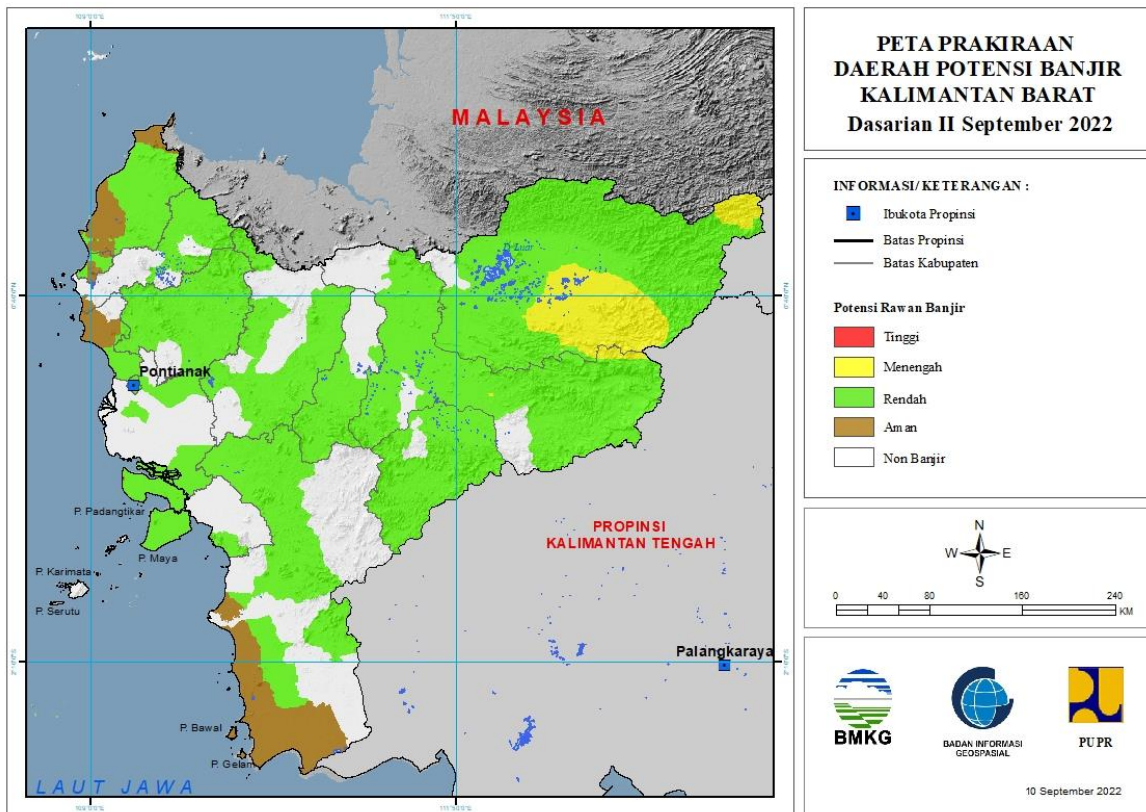 PETA PRAKIRAAN
DAERAH POTENSI BANJIR
KALIMANTAN BARAT
Dasarian II September 2022
INFORMASI/ KETERANGAN :
Ibukota Propinsi
Batas Propinsi
Batas Kabupaten
Potensi Rawan Banjir
Tinggi
Menengah
Rendah
Aman
Non Banjir
N
W E
S
0 40 80 160 240
KM
BMKG
BADAN INFORMASI
GEOSPASIAL
PUPR
10 September 2022
MALAYSIA
Pontianak
P. Padangtikar
P. Maya
P. Karimata
P. Serutu
PROPINSI
KALIMANTAN TENGAH
Palangkaraya
P. Bawal
P. Gelam
LAUT JAWA